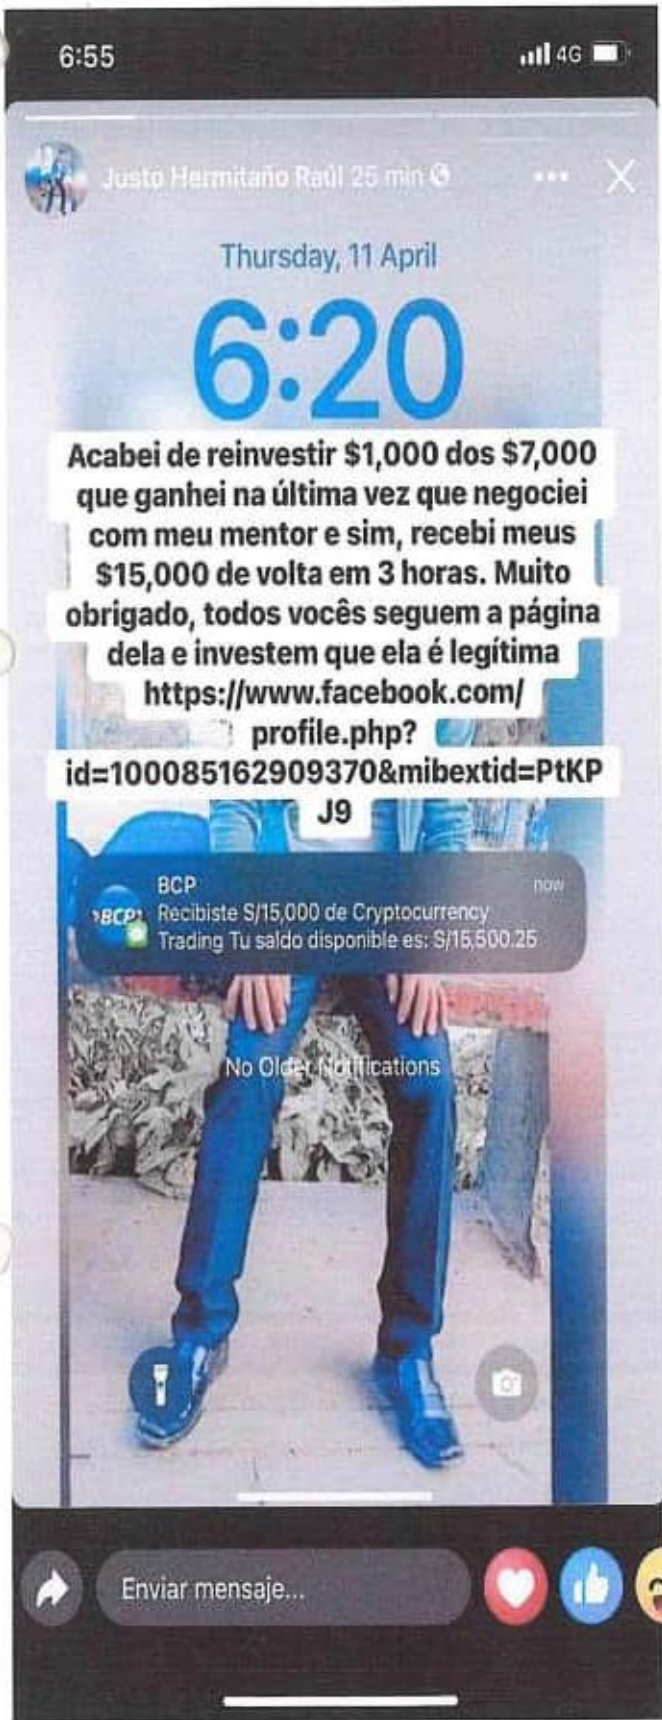 6:55
4G
Justo Hermitaño Raúl 25 min
Thursday, 11 April
6:20
Acabei de reinvestir $1,000 dos $7,000
que ganhei na última vez que negociei
com meu mentor e sim, recebi meus
$15,000 de volta em 3 horas. Muito
obrigado, todos vocês seguem a página
dela e investem que ela é legítima
https://www.facebook.com/
profile.php?
id=100085162909370&mibextid=PtKP
J9
BCP
now
›BCP›
Recibiste S/15,000 de Cryptocurrency
Trading Tu saldo disponible es: S/15,500.25
No Older Notifications
Enviar mensaje...